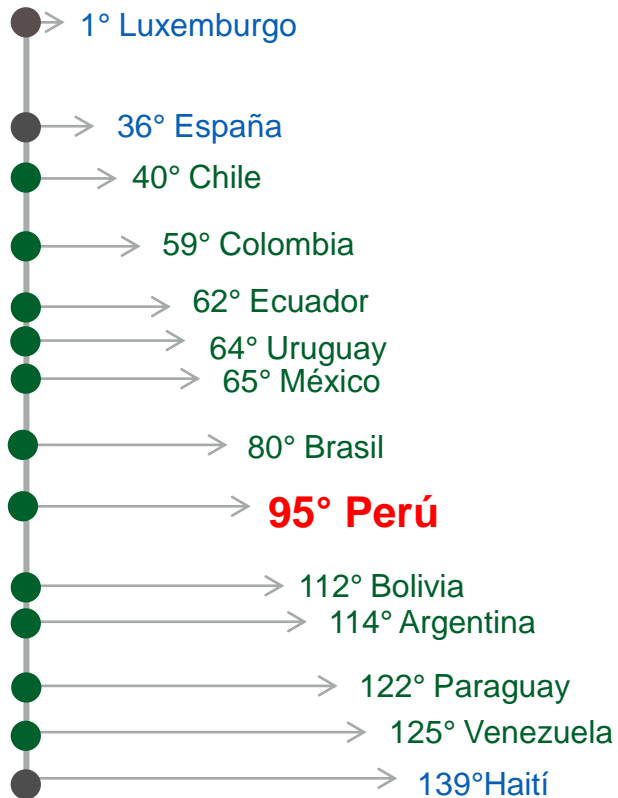 1° Luxemburgo
36° España
40° Chile
59° Colombia
62° Ecuador
64° Uruguay
65° México
80° Brasil
95° Perú
112° Bolivia
114° Argentina
122° Paraguay
125° Venezuela
139°Haití